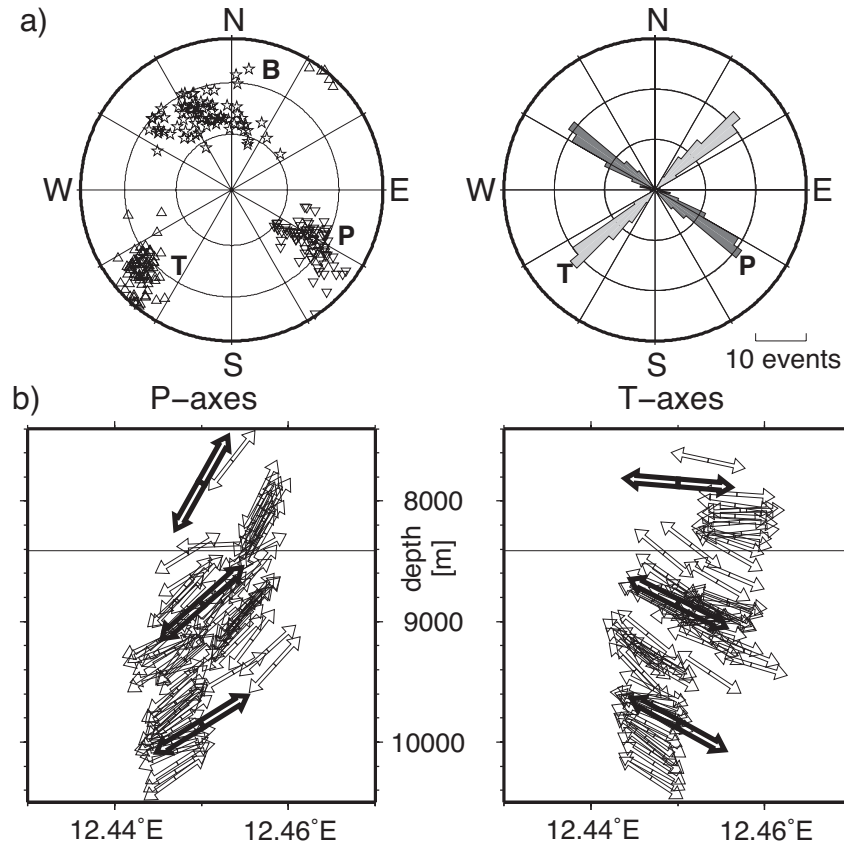 a)
N
N
B
W
E
W
E
P
T
T
P
S
S
10 events
b)
P-axes
T-axes
8000
depth
[m]
9000
10000
12.44°E
12.46°E
12.44°E
12.46°E